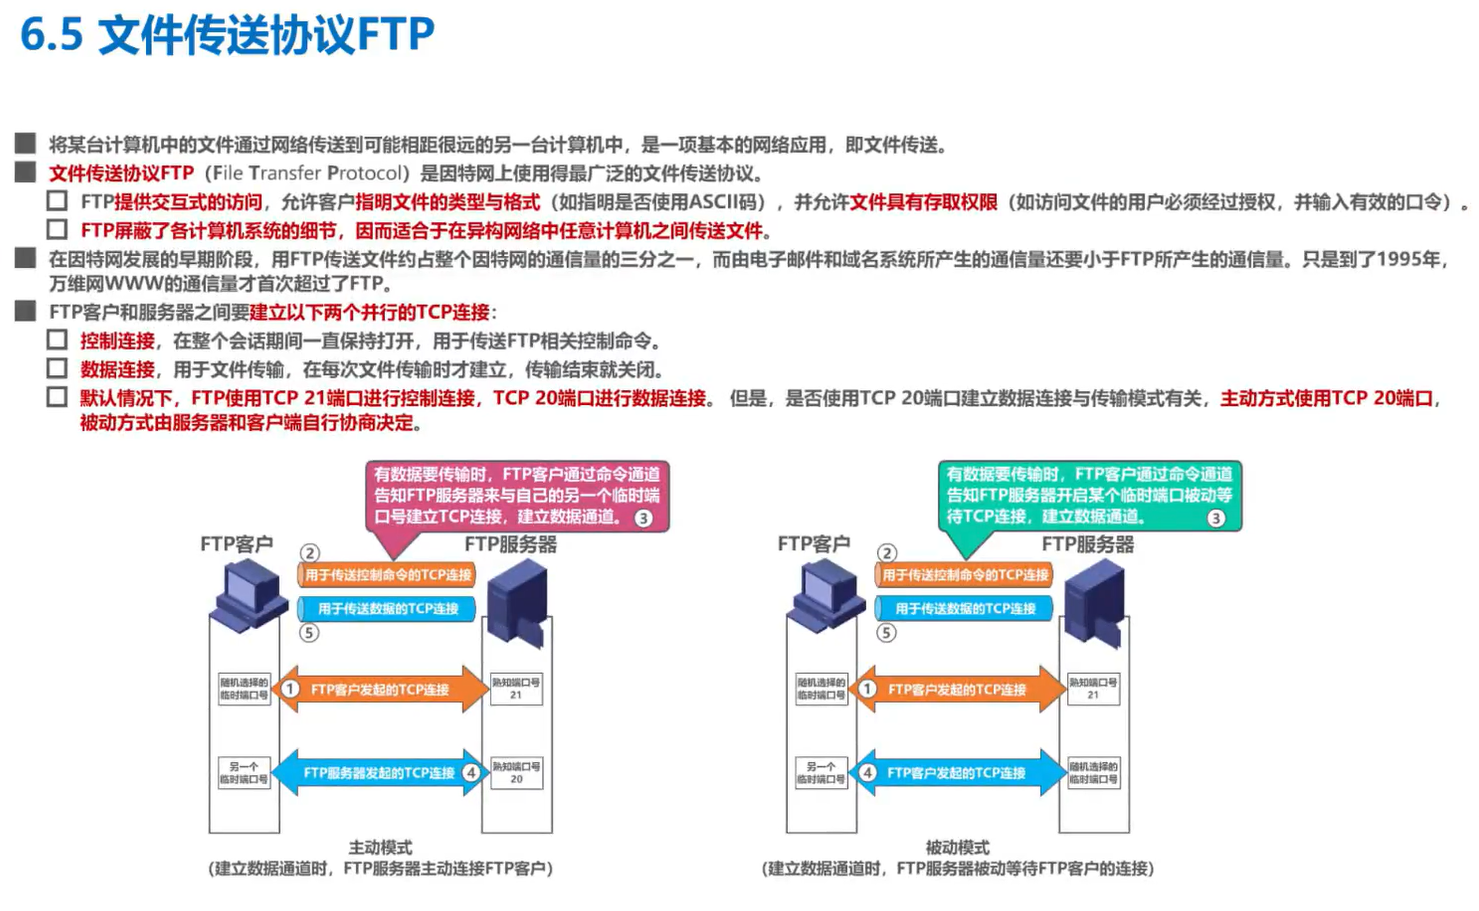 6.5 文件传送协议FTP
将某台计算机中的文件通过网络传送到可能相距很远的另一台计算机中，是一项基本的网络应用，即文件传送。
文件传送协议FTP（File Transfer Protocol）是因特网上使用得最广泛的文件传送协议。
FTP提供交互式的访问，允许客户指明文件的类型与格式（如指明是否使用ASCII码），并允许文件具有存取权限（如访问文件的用户必须经过授权，并输入有效的口令）。
FTP屏蔽了各计算机系统的细节，因而适合于在异构网络中任意计算机之间传送文件。
在因特网发展的早期阶段，用FTP传送文件约占整个因特网的通信量的三分之一，而由电子邮件和域名系统所产生的通信量还要小于FTP所产生的通信量。只是到了1995年，
万维网WWW的通信量才首次超过了FTP。
FTP客户和服务器之间要建立以下两个并行的TCP连接：
控制连接，在整个会话期间一直保持打开，用于传送FTP相关控制命令。
数据连接，用于文件传输，在每次文件传输时才建立，传输结束就关闭。
默认情况下，FTP使用TCP 21端口进行控制连接，TCP 20端口进行数据连接。但是，是否使用TCP 20端口建立数据连接与传输模式有关，主动方式使用TCP 20端口，
被动方式由服务器和客户端自行协商决定。
有数据要传输时，FTP客户通过命令通道
告知FTP服务器来与自己的另一个临时端
口号建立TCP连接，建立数据通道。 ③
FTP客户
FTP服务器
②
用于传送控制命令的TCP连接
用于传送数据的TCP连接
⑤
随机选择的
临时端口号
① FTP客户发起的TCP连接
熟知端口号
21
另一个
临时端口号
FTP服务器发起的TCP连接 ④
熟知端口号
20
主动模式
（建立数据通道时，FTP服务器主动连接FTP客户）
有数据要传输时，FTP客户通过命令通道
告知FTP服务器开启某个临时端口被动等
待TCP连接，建立数据通道。 ③
FTP客户
FTP服务器
②
用于传送控制命令的TCP连接
用于传送数据的TCP连接
⑤
随机选择的
临时端口号
① FTP客户发起的TCP连接
熟知端口号
21
另一个
临时端口号
④ FTP客户发起的TCP连接
随机选择的
临时端口号
被动模式
（建立数据通道时，FTP服务器被动等待FTP客户的连接）